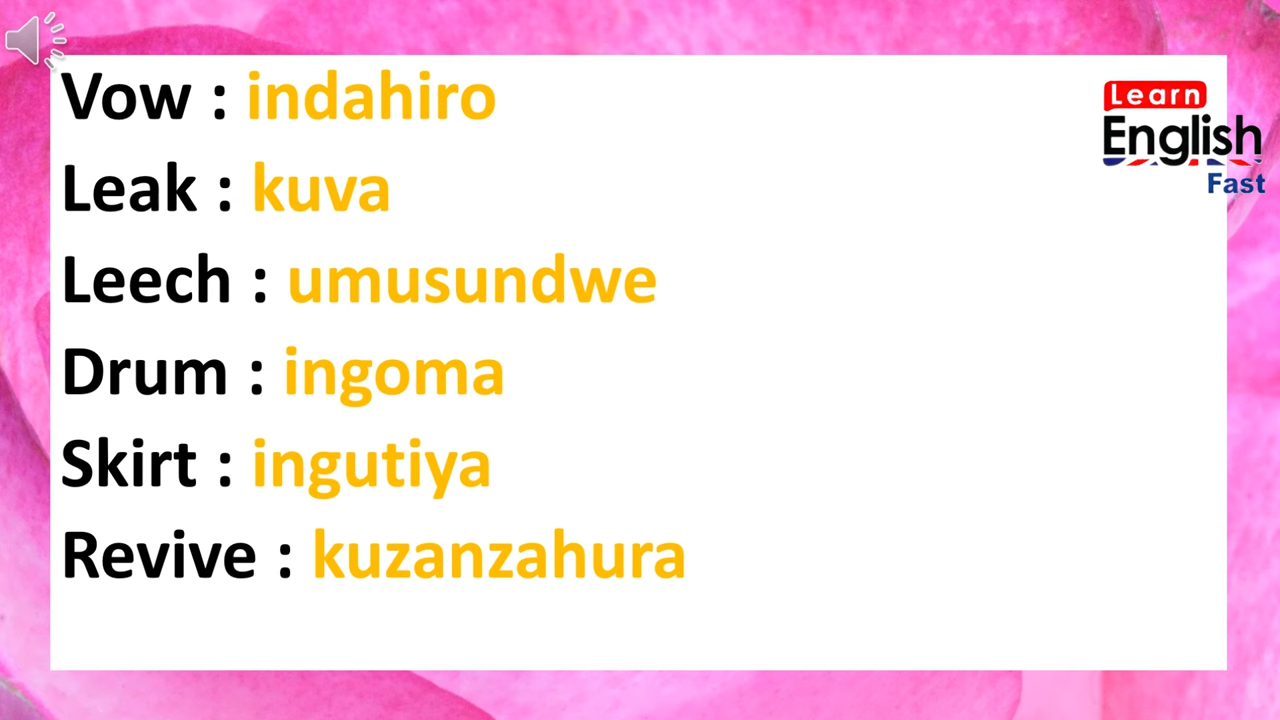 Vow : indahiro
Leak : kuva
Leech : umusundwe
Drum : ingoma
Skirt : ingutiya
Revive : kuzanzahura
Learn
English
Fast